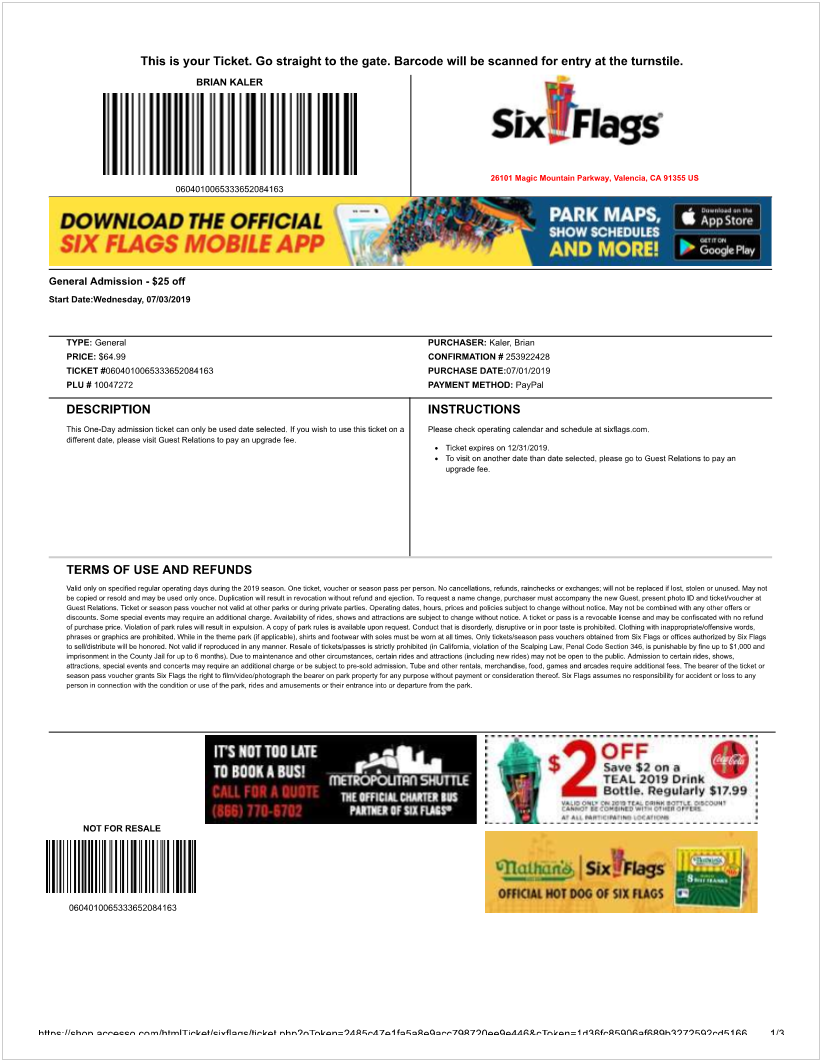 This is your Ticket. Go straight to the gate. Barcode will be scanned for entry at the turnstile.
BRIAN KALER
0604010065333652084163
Six Flags
26101 Magic Mountain Parkway, Valencia, CA 91355 US
DOWNLOAD THE OFFICIAL
SIX FLAGS MOBILE APP
PARK MAPS,
SHOW SCHEDULES
AND MORE!
Download on the
App Store
GET IT ON
Google Play
General Admission - $25 off
Start Date:Wednesday, 07/03/2019
TYPE: General
PRICE: $64.99
TICKET #0604010065333652084163
PLU # 10047272
PURCHASER: Kaler, Brian
CONFIRMATION # 253922428
PURCHASE DATE:07/01/2019
PAYMENT METHOD: PayPal
DESCRIPTION
This One-Day admission ticket can only be used date selected. If you wish to use this ticket on a
different date, please visit Guest Relations to pay an upgrade fee.
INSTRUCTIONS
Please check operating calendar and schedule at sixflags.com.
• Ticket expires on 12/31/2019.
• To visit on another date than date selected, please go to Guest Relations to pay an
upgrade fee.
TERMS OF USE AND REFUNDS
Valid only on specified regular operating days during the 2019 season. One ticket, voucher or season pass per person. No cancellations, refunds, rainchecks or exchanges; will not be replaced if lost, stolen or unused. May not
be copied or resold and may be used only once. Duplication will result in revocation without refund and ejection. To request a name change, purchaser must accompany the new Guest, present photo ID and ticket/voucher at
Guest Relations. Ticket or season pass voucher not valid at other parks or during private parties. Operating dates, hours, prices and policies subject to change without notice. May not be combined with any other offers or
discounts. Some special events may require an additional charge. Availability of rides, shows and attractions are subject to change without notice. A ticket or pass is a revocable license and may be confiscated with no refund
of purchase price. Violation of park rules will result in expulsion. A copy of park rules is available upon request. Conduct that is disorderly, disruptive or in poor taste is prohibited. Clothing with inappropriate/offensive words,
phrases or graphics are prohibited. While in the theme park (if applicable), shirts and footwear with soles must be worn at all times. Only tickets/season pass vouchers obtained from Six Flags or offices authorized by Six Flags
to sell/distribute will be honored. Not valid if reproduced in any manner. Resale of tickets/passes is strictly prohibited (in California, violation of the Scalping Law, Penal Code Section 346, is punishable by fine up to $1,000 and
imprisonment in the County Jail for up to 6 months). Due to maintenance and other circumstances, certain rides and attractions (including new rides) may not be open to the public. Admission to certain rides, shows,
attractions, special events and concerts may require an additional charge or be subject to pre-sold admission. Tube and other rentals, merchandise, food, games and arcades require additional fees. The bearer of the ticket or
season pass voucher grants Six Flags the right to film/video/photograph the bearer on park property for any purpose without payment or consideration thereof. Six Flags assumes no responsibility for accident or loss to any
person in connection with the condition or use of the park, rides and amusements or their entrance into or departure from the park.
IT'S NOT TOO LATE
TO BOOK A BUS!
CALL FOR A QUOTE
(866) 770-6702
METROPOLITAN SHUTTLE
THE OFFICIAL CHARTER BUS
PARTNER OF SIX FLAGS®
$2 OFF
Save $2 on a
TEAL 2019 Drink
Bottle. Regularly $17.99
Coca-Cola
VALID ONLY ON 2019 TEAL DRINK BOTTLE. DISCOUNT
CANNOT BE COMBINED WITH OTHER OFFERS.
AT ALL PARTICIPATING LOCATIONS
NOT FOR RESALE
0604010065333652084163
Nathan's
Six Flags
OFFICIAL HOT DOG OF SIX FLAGS
https://shop.accesso.com/htmlTicket/sixflags/ticket.php?oToken=2485c47e1fa5a8e9acc798720ee9e446&cToken=1d36fc85906af689b3272592cd5166
1/3